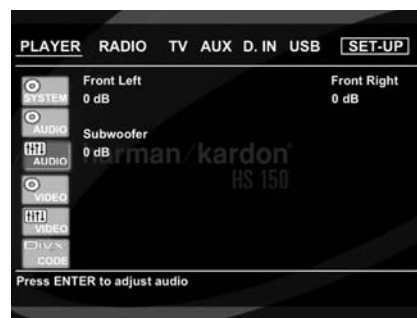 PLAYER RADIO TV AUX D. IN USB SET-UP
SYSTEM
Front Left Front Right
0 dB 0 dB
AUDIO
Subwoofer
AUDIO
0 dB
harman/kardon
HS 150
VIDEO
VIDEO
DIVX
CODE
Press ENTER to adjust audio